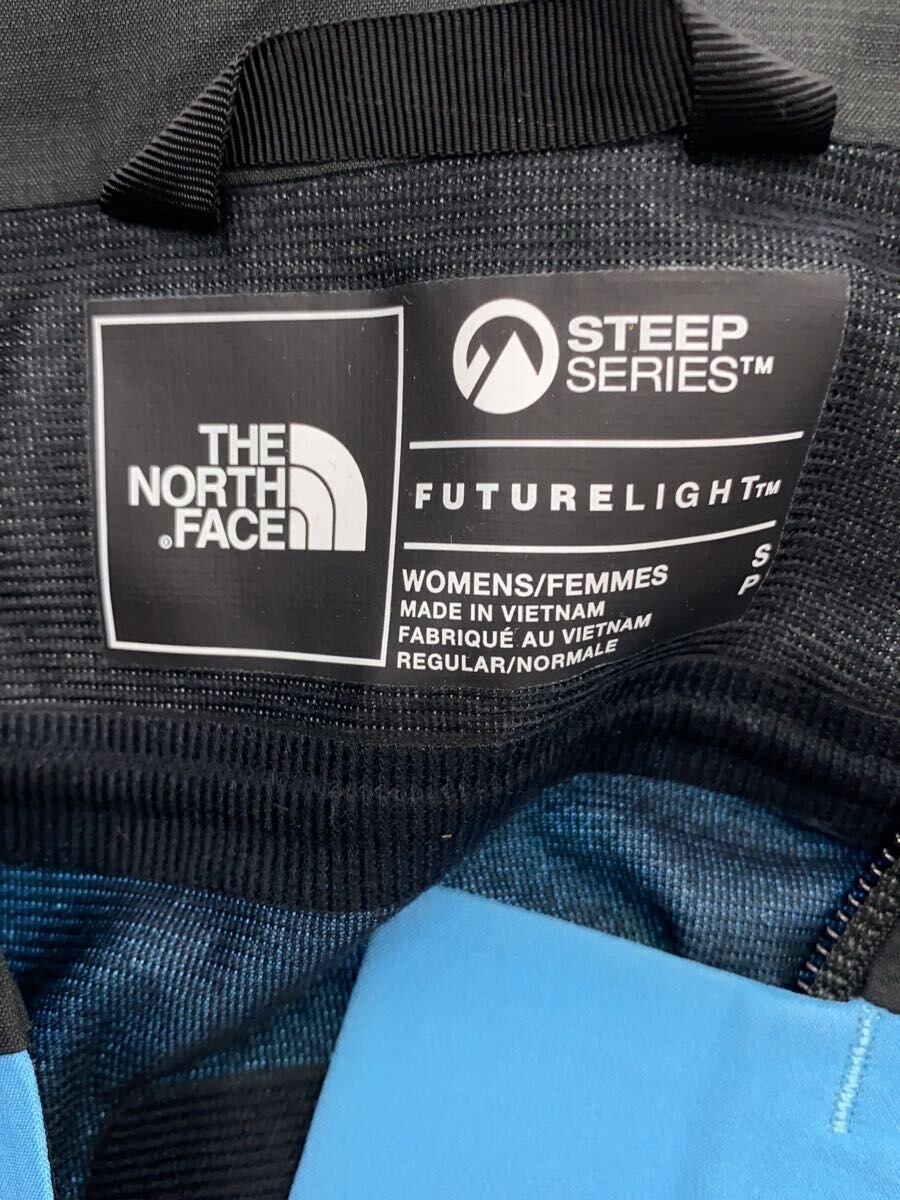 THE
NORTH
®FACE
STEEP
SERIES™
FUTURELIGHT™
WOMENS/FEMMES
S
P
MADE IN VIETNAM
FABRIQUÉ AU VIETNAM
REGULAR/NORMALE